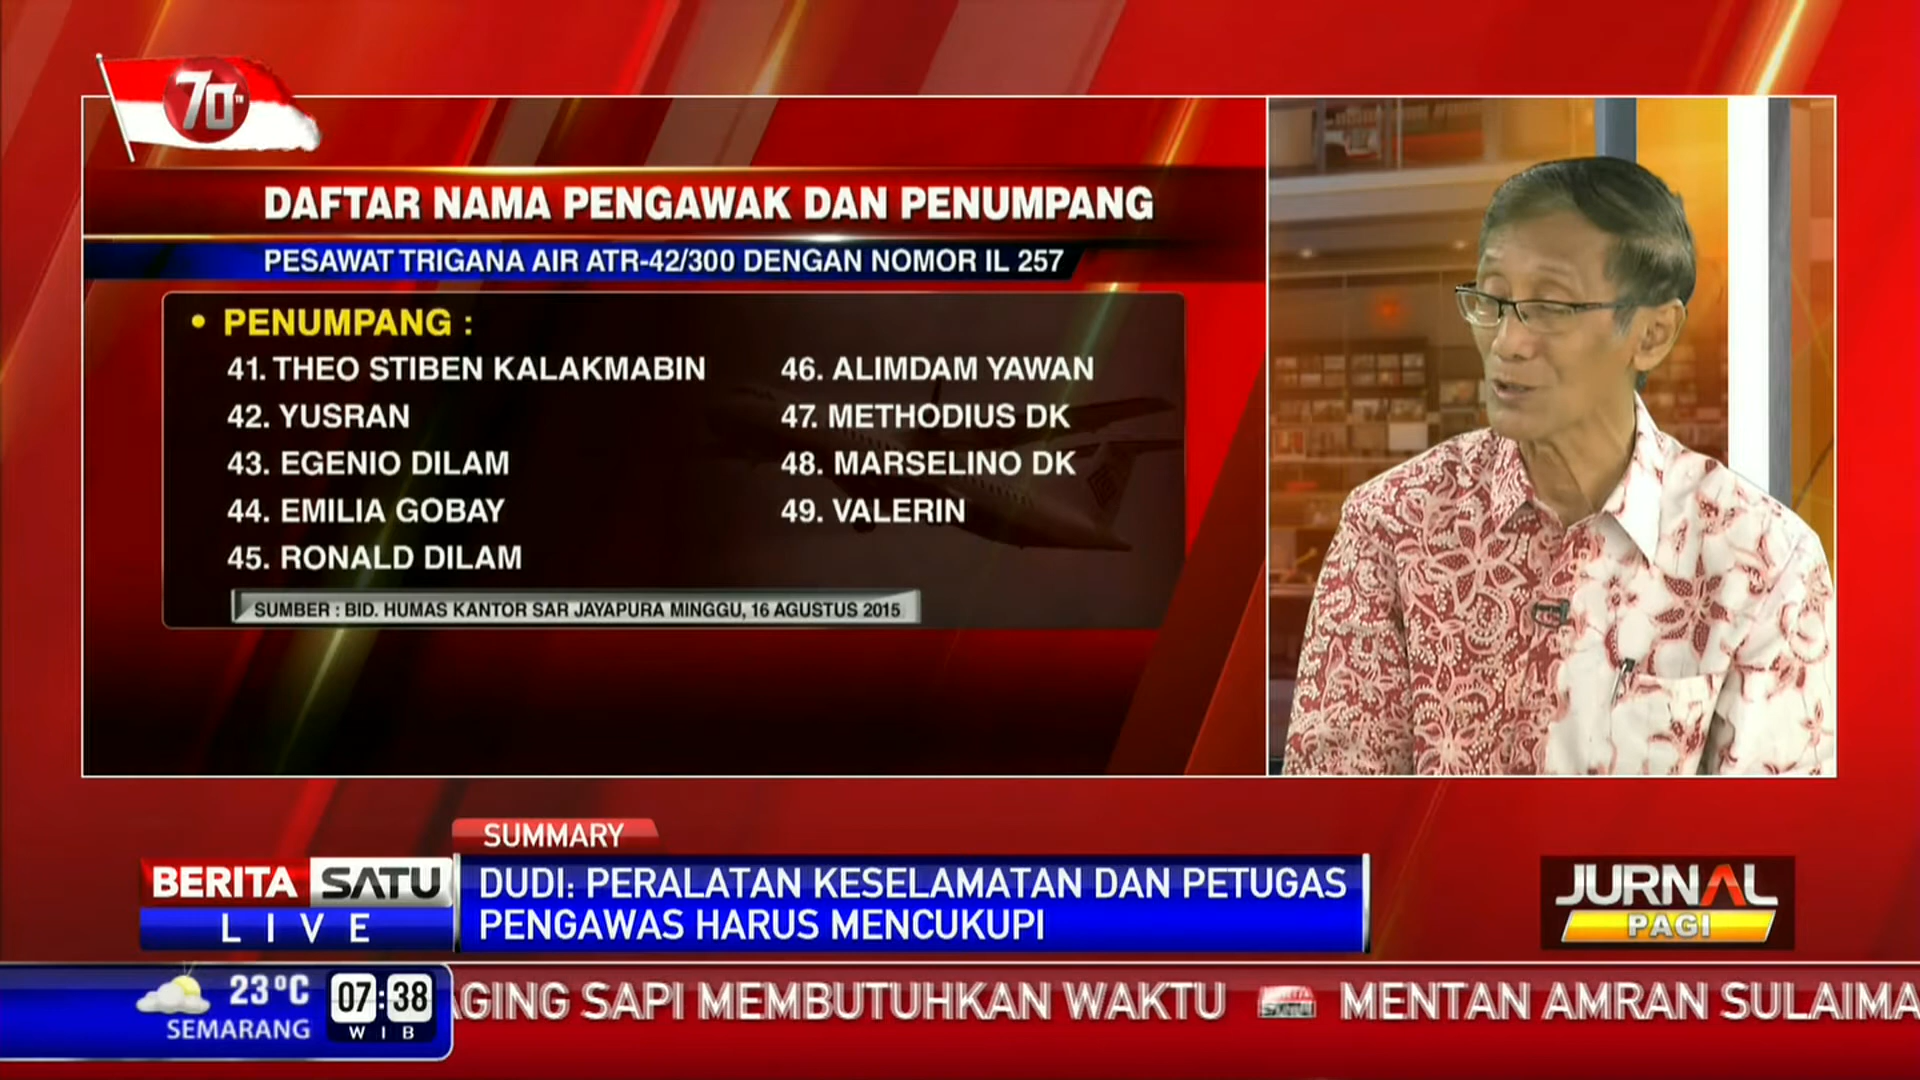 70TH
DAFTAR NAMA PENGAWAK DAN PENUMPANG
PESAWAT TRIGANA AIR ATR-42/300 DENGAN NOMOR IL 257
• PENUMPANG :
41. THEO STIBEN KALAKMABIN
42. YUSRAN
43. EGENIO DILAM
44. EMILIA GOBAY
45. RONALD DILAM
46. ALIMDAM YAWAN
47. METHODIUS DK
48. MARSELINO DK
49. VALERIN
SUMBER : BID. HUMAS KANTOR SAR JAYAPURA MINGGU, 16 AGUSTUS 2015
SUMMARY
BERITA SATU
LIVE
DUDI: PERALATAN KESELAMATAN DAN PETUGAS
PENGAWAS HARUS MENCUKUPI
JURNAL
PAGI
23°C
SEMARANG
07:38
WIB
AGING SAPI MEMBUTUHKAN WAKTU
MENTAN AMRAN SULAIMA